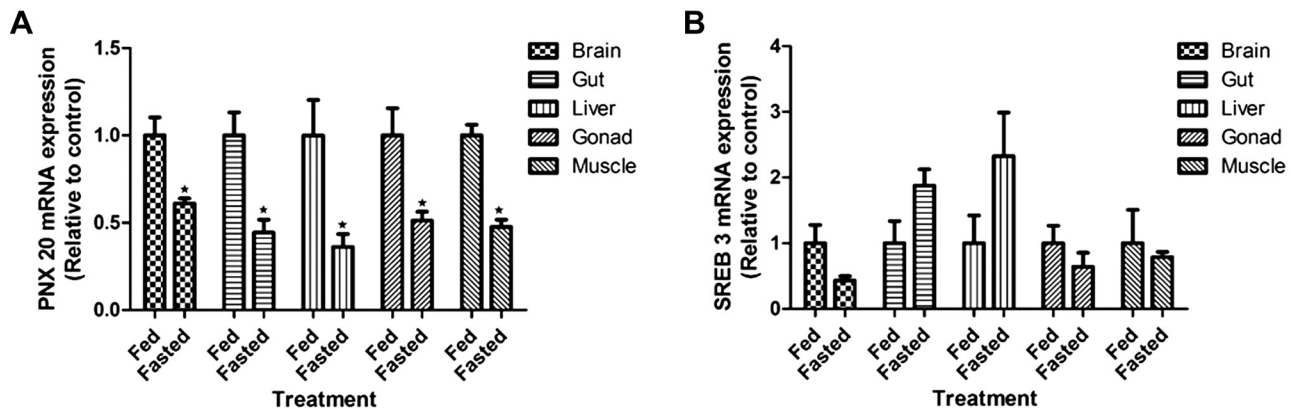 A
PNX 20 mRNA expression
(Relative to control)
1.5
1.0
0.5
0.0
★
★
★
★
★
Fed
Fasted
Fed
Fasted
Fed
Fasted
Fed
Fasted
Fed
Fasted
Treatment
Brain
Gut
Liver
Gonad
Muscle
B
SREB 3 mRNA expression
(Relative to control)
4
3
2
1
0
Fed
Fasted
Fed
Fasted
Fed
Fasted
Fed
Fasted
Fed
Fasted
Treatment
Brain
Gut
Liver
Gonad
Muscle